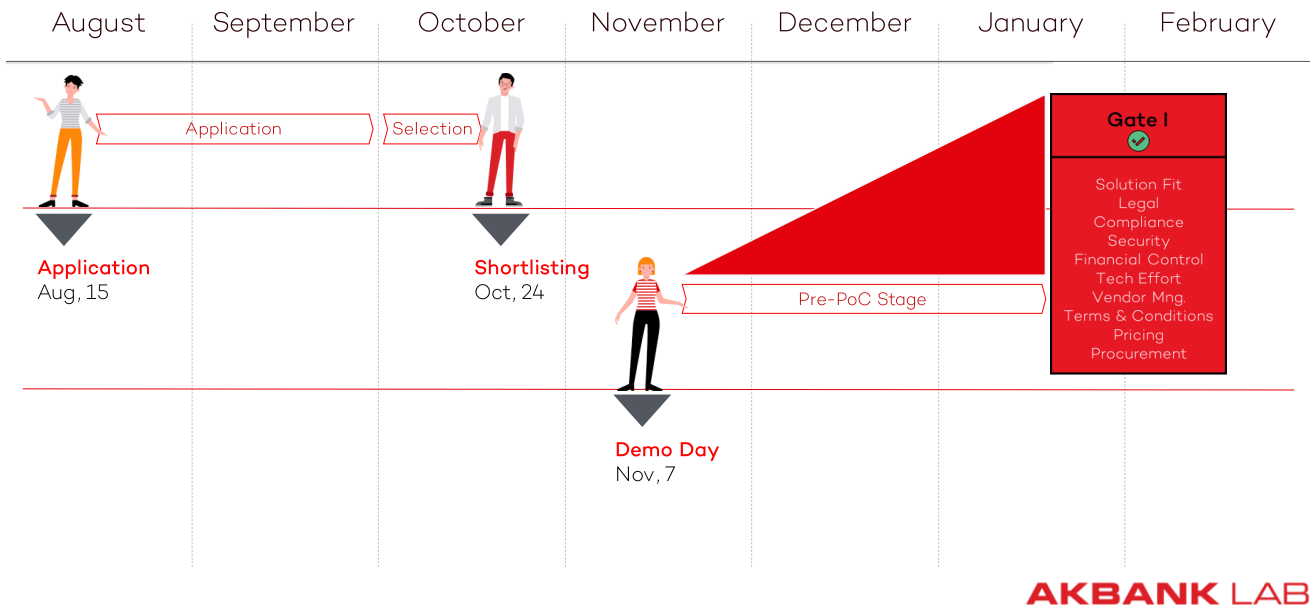 August September October November December January February
Application Selection
Gate I
Solution Fit
Legal
Compliance
Security
Financial Control
Tech Effort
Vendor Mng.
Terms & Conditions
Pricing
Procurement
Application
Aug, 15
Shortlisting
Oct, 24
Pre-PoC Stage
Demo Day
Nov, 7
AKBANK LAB